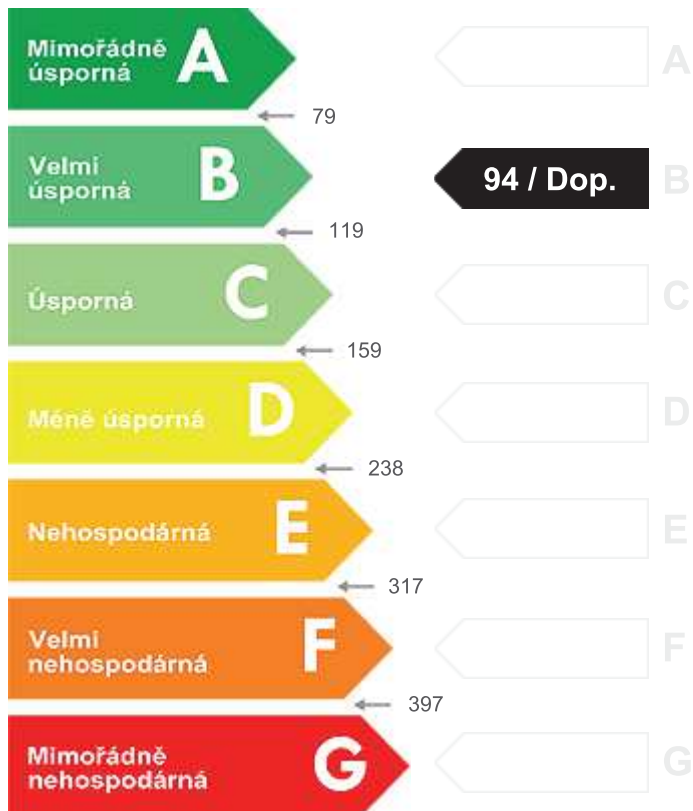 Mimořádně
úsporná
A
A
79
Velmi
úsporná
B
94 / Dop.
B
119
Úsporná
C
C
159
Méně úsporná
D
D
238
Nehospodárná
E
E
317
Velmi
nehospodárná
F
F
397
Mimořádně
nehospodárná
G
G